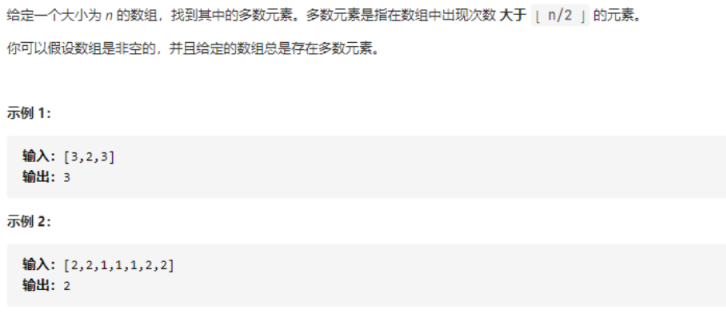 给定一个大小为 n 的数组，找到其中的多数元素。多数元素是指在数组中出现次数 大于 ⌊ n/2 ⌋ 的元素。
你可以假设数组是非空的，并且给定的数组总是存在多数元素。
示例 1：
输入：[3,2,3]
输出：3
示例 2：
输入：[2,2,1,1,1,2,2]
输出：2